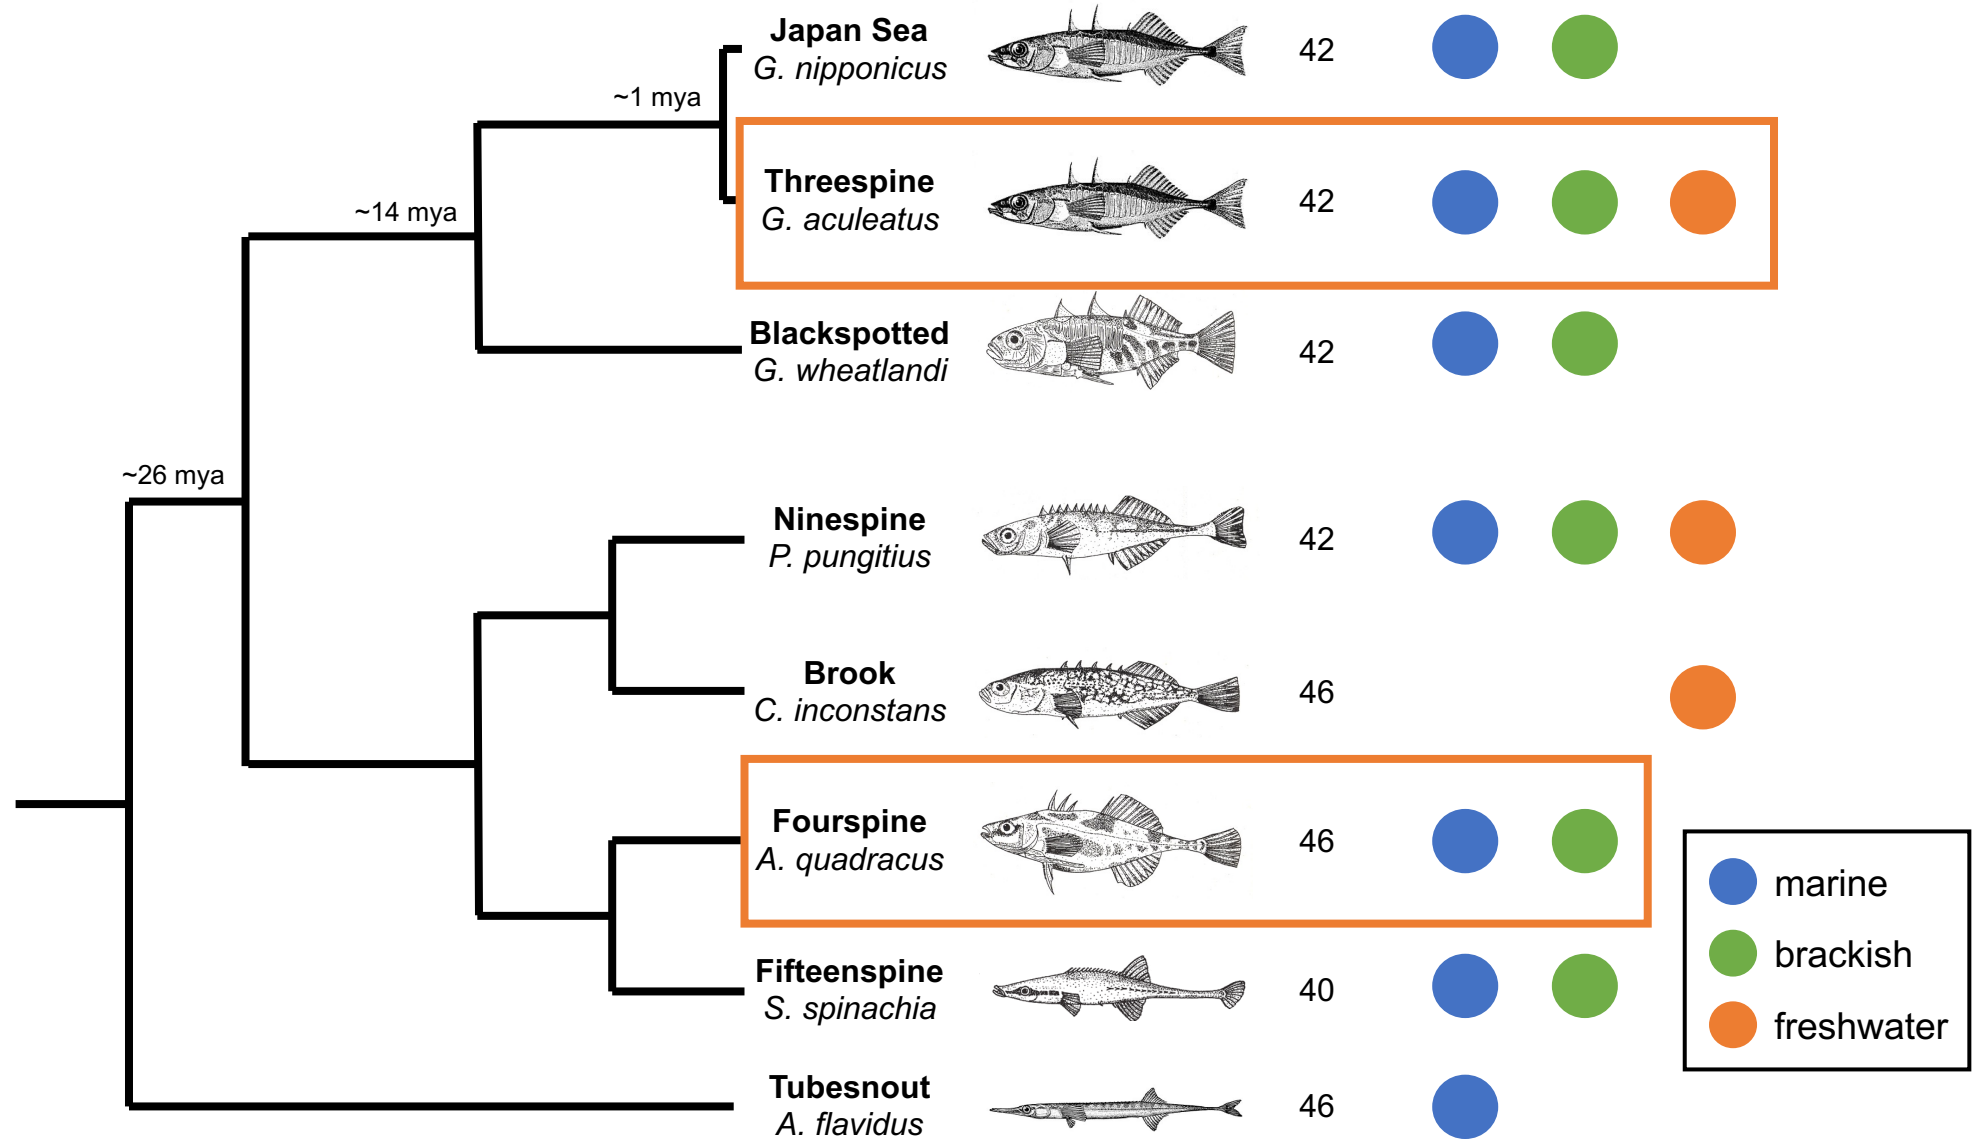 Japan Sea
G. nipponicus
42
~1 mya
Threespine
G. aculeatus
42
~14 mya
Blackspotted
G. wheatlandi
42
~26 mya
Ninespine
P. pungitius
42
Brook
C. inconstans
46
Fourspine
A. quadracus
46
Fifteenspine
S. spinachia
40
Tubesnout
A. flavidus
46
marine
brackish
freshwater